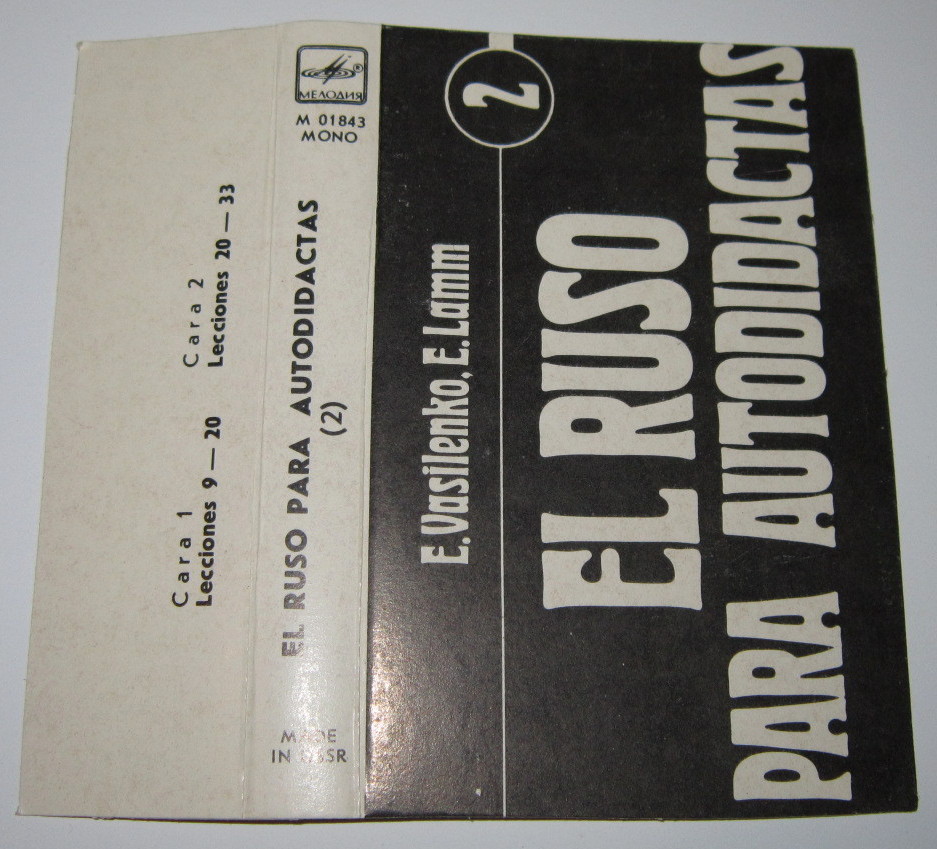 Cara 1
Lecciones 9 — 20
Cara 2
Lecciones 20 — 33
МЕЛОДИЯ
M 01843
MONO
EL RUSO PARA AUTODIDACTAS
(2)
MADE
IN USSR
2
E. Vasilenko, E. Lamm
EL RUSO
PARA AUTODIDACTAS